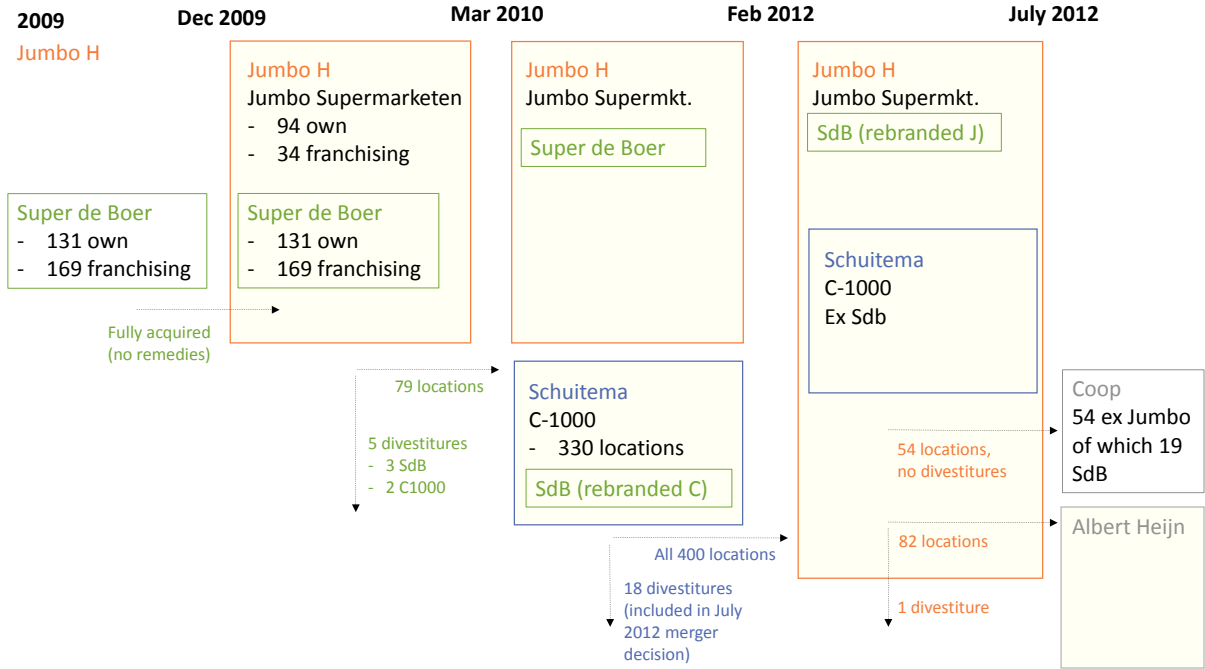 2009
Dec 2009
Mar 2010
Feb 2012
July 2012
Jumbo H
Super de Boer
- 131 own
- 169 franchising
Fully acquired
(no remedies)
Jumbo H
Jumbo Supermarketen
- 94 own
- 34 franchising
Super de Boer
- 131 own
- 169 franchising
79 locations
5 divestitures
- 3 SdB
- 2 C1000
Jumbo H
Jumbo Supermkt.
Super de Boer
Schuitema
C-1000
- 330 locations
SdB (rebranded C)
All 400 locations
18 divestitures
(included in July
2012 merger
decision)
Jumbo H
Jumbo Supermkt.
SdB (rebranded J)
Schuitema
C-1000
Ex Sdb
54 locations,
no divestitures
82 locations
1 divestiture
Coop
54 ex Jumbo
of which 19
SdB
Albert Heijn